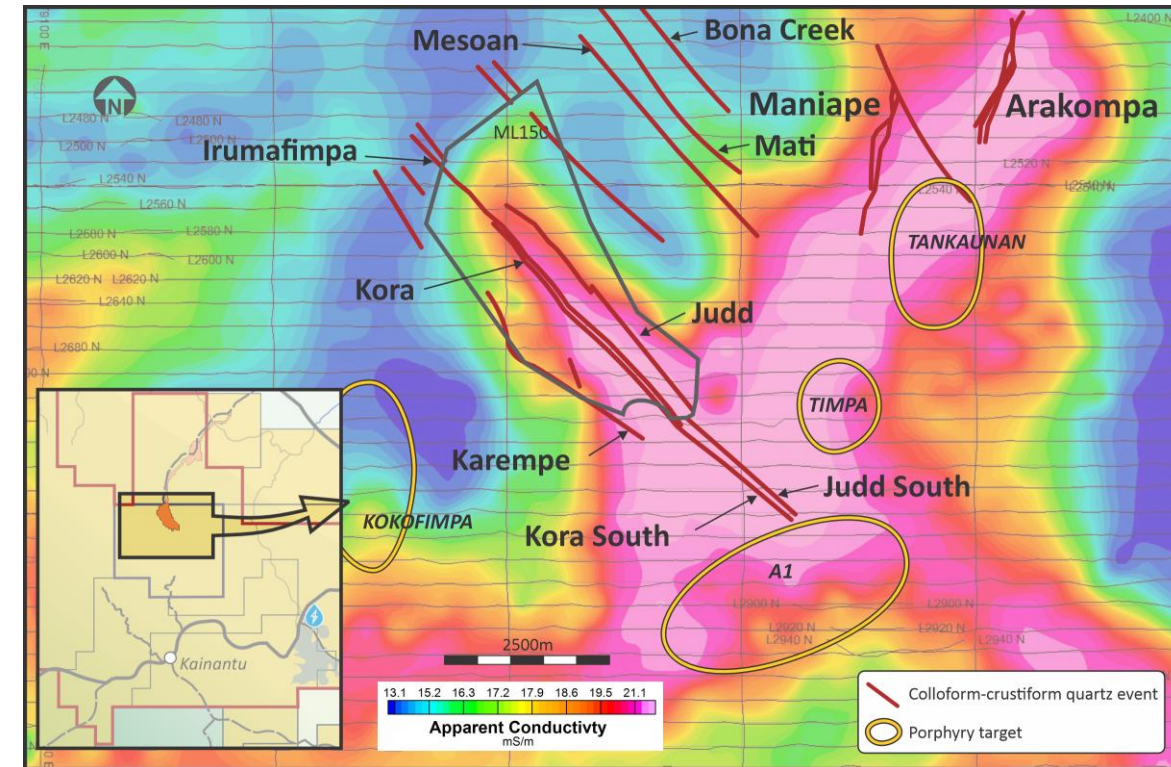 9100 E
L2400 N
Bona Creek
Mesoan
Maniape
Arakompa
N
L2480 N
L2480 N
ML150
Mati
L2500 N
L2500 N
Irumafimpa
L2520 N
L2540 N
L2540 N
L2540 N
L2560 N
TANKAUNAN
L2580 N
L2580 N
L2600 N
L2600 N
L2620 N
L2620 N
Kora
L2640 N
Judd
L2680 N
TIMPA
Karempe
Judd South
KOKOFIMPA
Kora South
A1
L2900 N
L2900 N
L2920 N
L2920 N
L2940 N
L2940 N
2500m
Kainantu
13.1 15.2 16.3 17.2 17.9 18.6 19.5 21.1
Apparent Conductivty
mS/m
Colloform-crustiform quartz event
Porphyry target